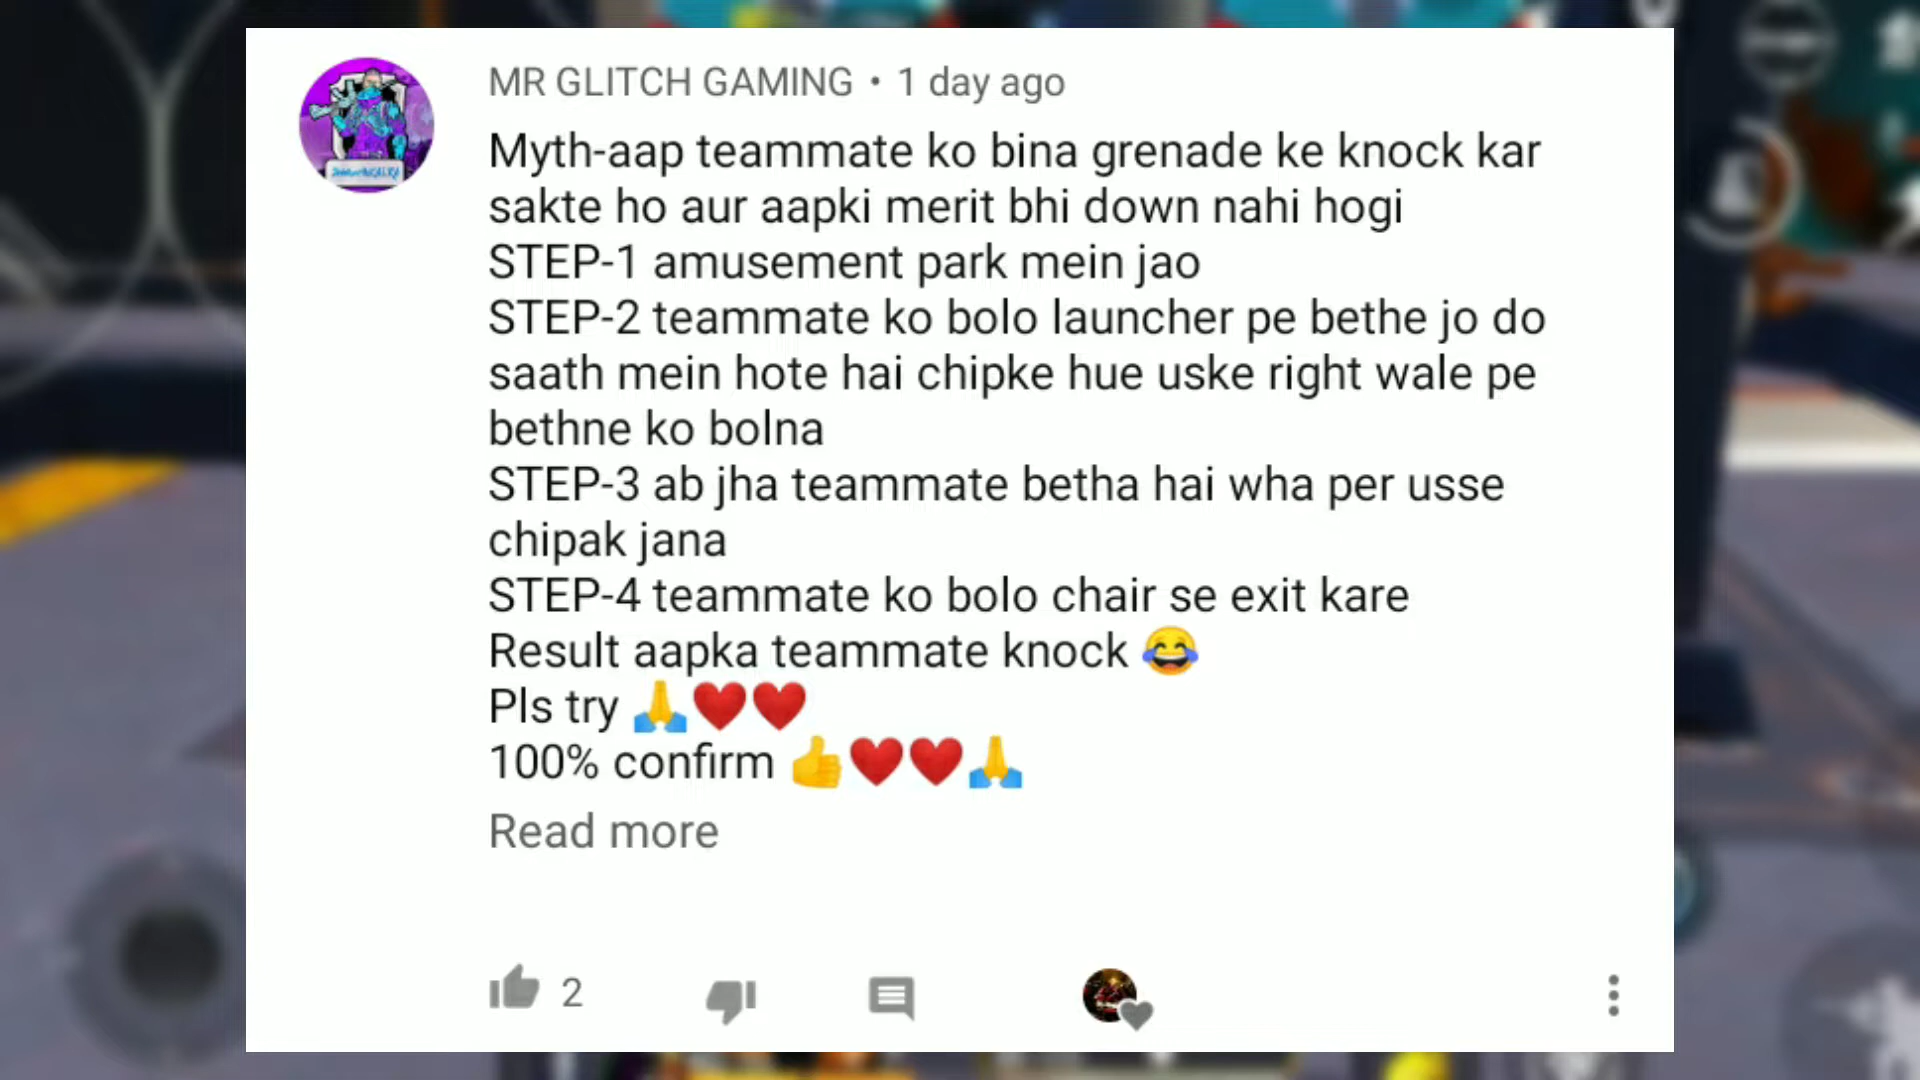 MR GLITCH GAMING • 1 day ago
Myth-aap teammate ko bina grenade ke knock kar
sakte ho aur aapki merit bhi down nahi hogi
STEP-1 amusement park mein jao
STEP-2 teammate ko bolo launcher pe bethe jo do
saath mein hote hai chipke hue uske right wale pe
bethne ko bolna
STEP-3 ab jha teammate betha hai wha per usse
chipak jana
STEP-4 teammate ko bolo chair se exit kare
Result aapka teammate knock 😂
Pls try 🙏❤️❤️
100% confirm 👍❤️❤️🙏
Read more
2